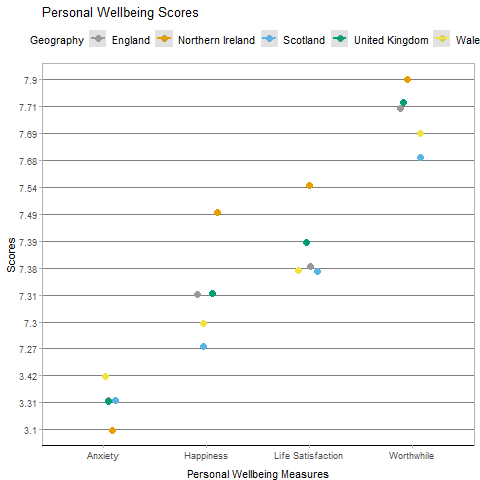 Personal Wellbeing Scores
Geography England Northern Ireland Scotland United Kingdom Wale
7.9
7.71
7.69
7.68
7.54
7.49
7.39
7.38
7.31
7.3
7.27
3.42
3.31
3.1
Scores
Anxiety Happiness Life Satisfaction Worthwhile
Personal Wellbeing Measures